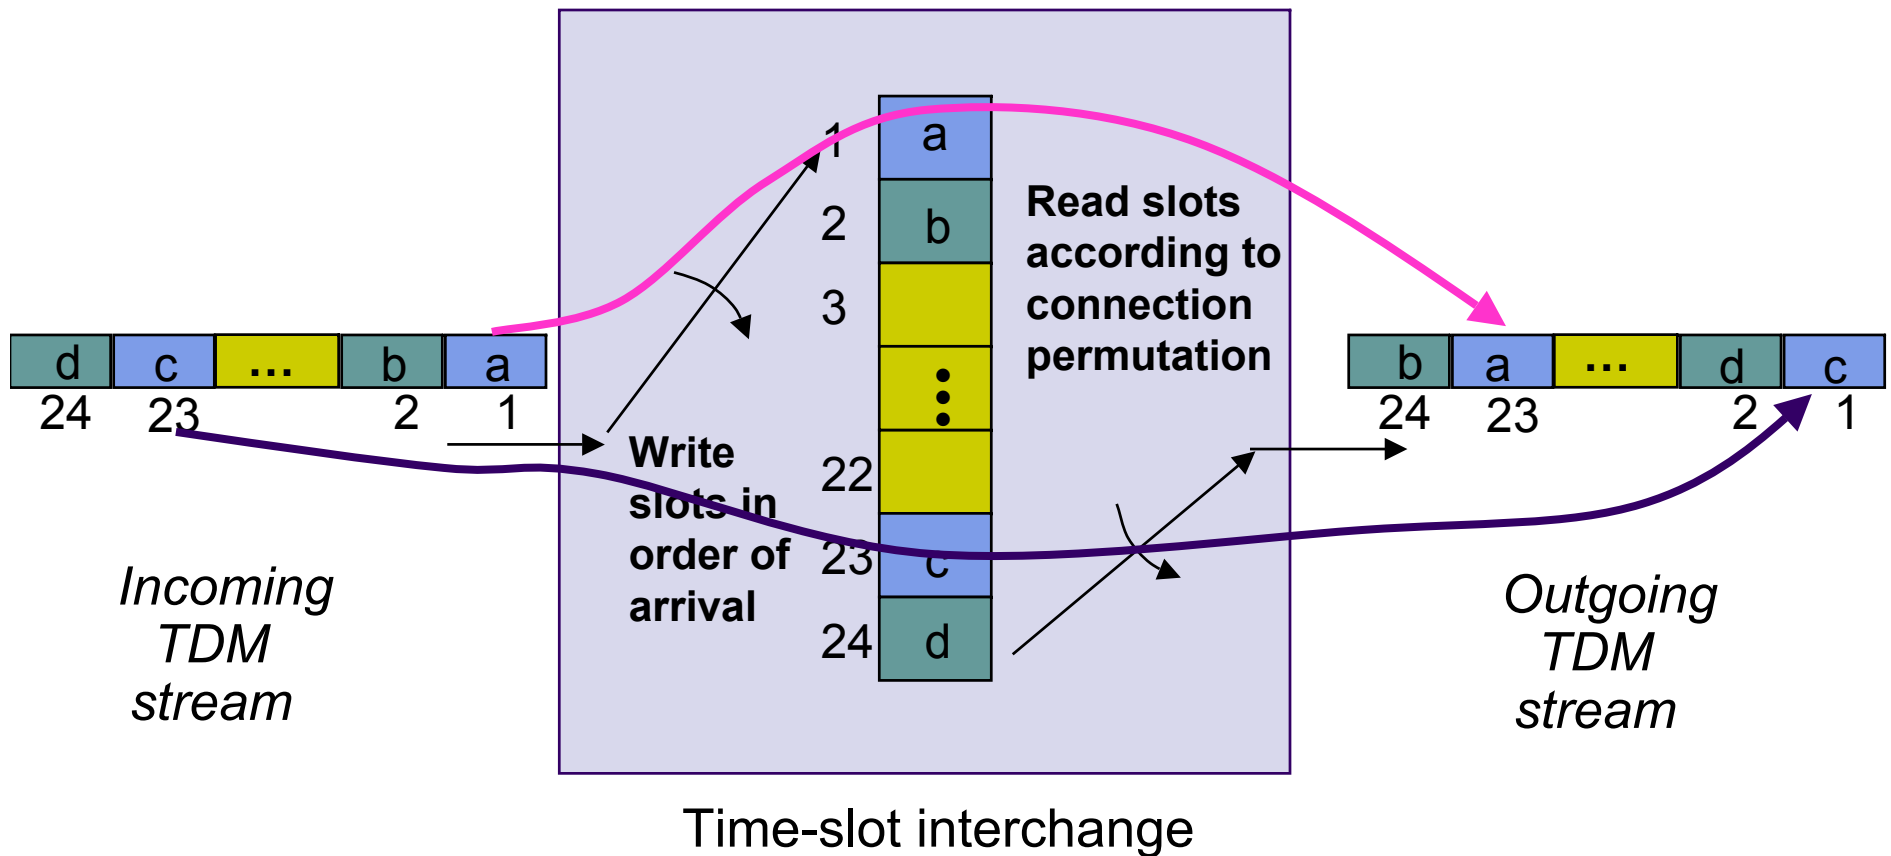 1 a
2 b
3
22
23 c
24 d
Read slots
according to
connection
permutation
d c ... b a
24 23 2 1
Write
slots in
order of
arrival
b a ... d c
24 23 2 1
Incoming
TDM
stream
Outgoing
TDM
stream
Time-slot interchange